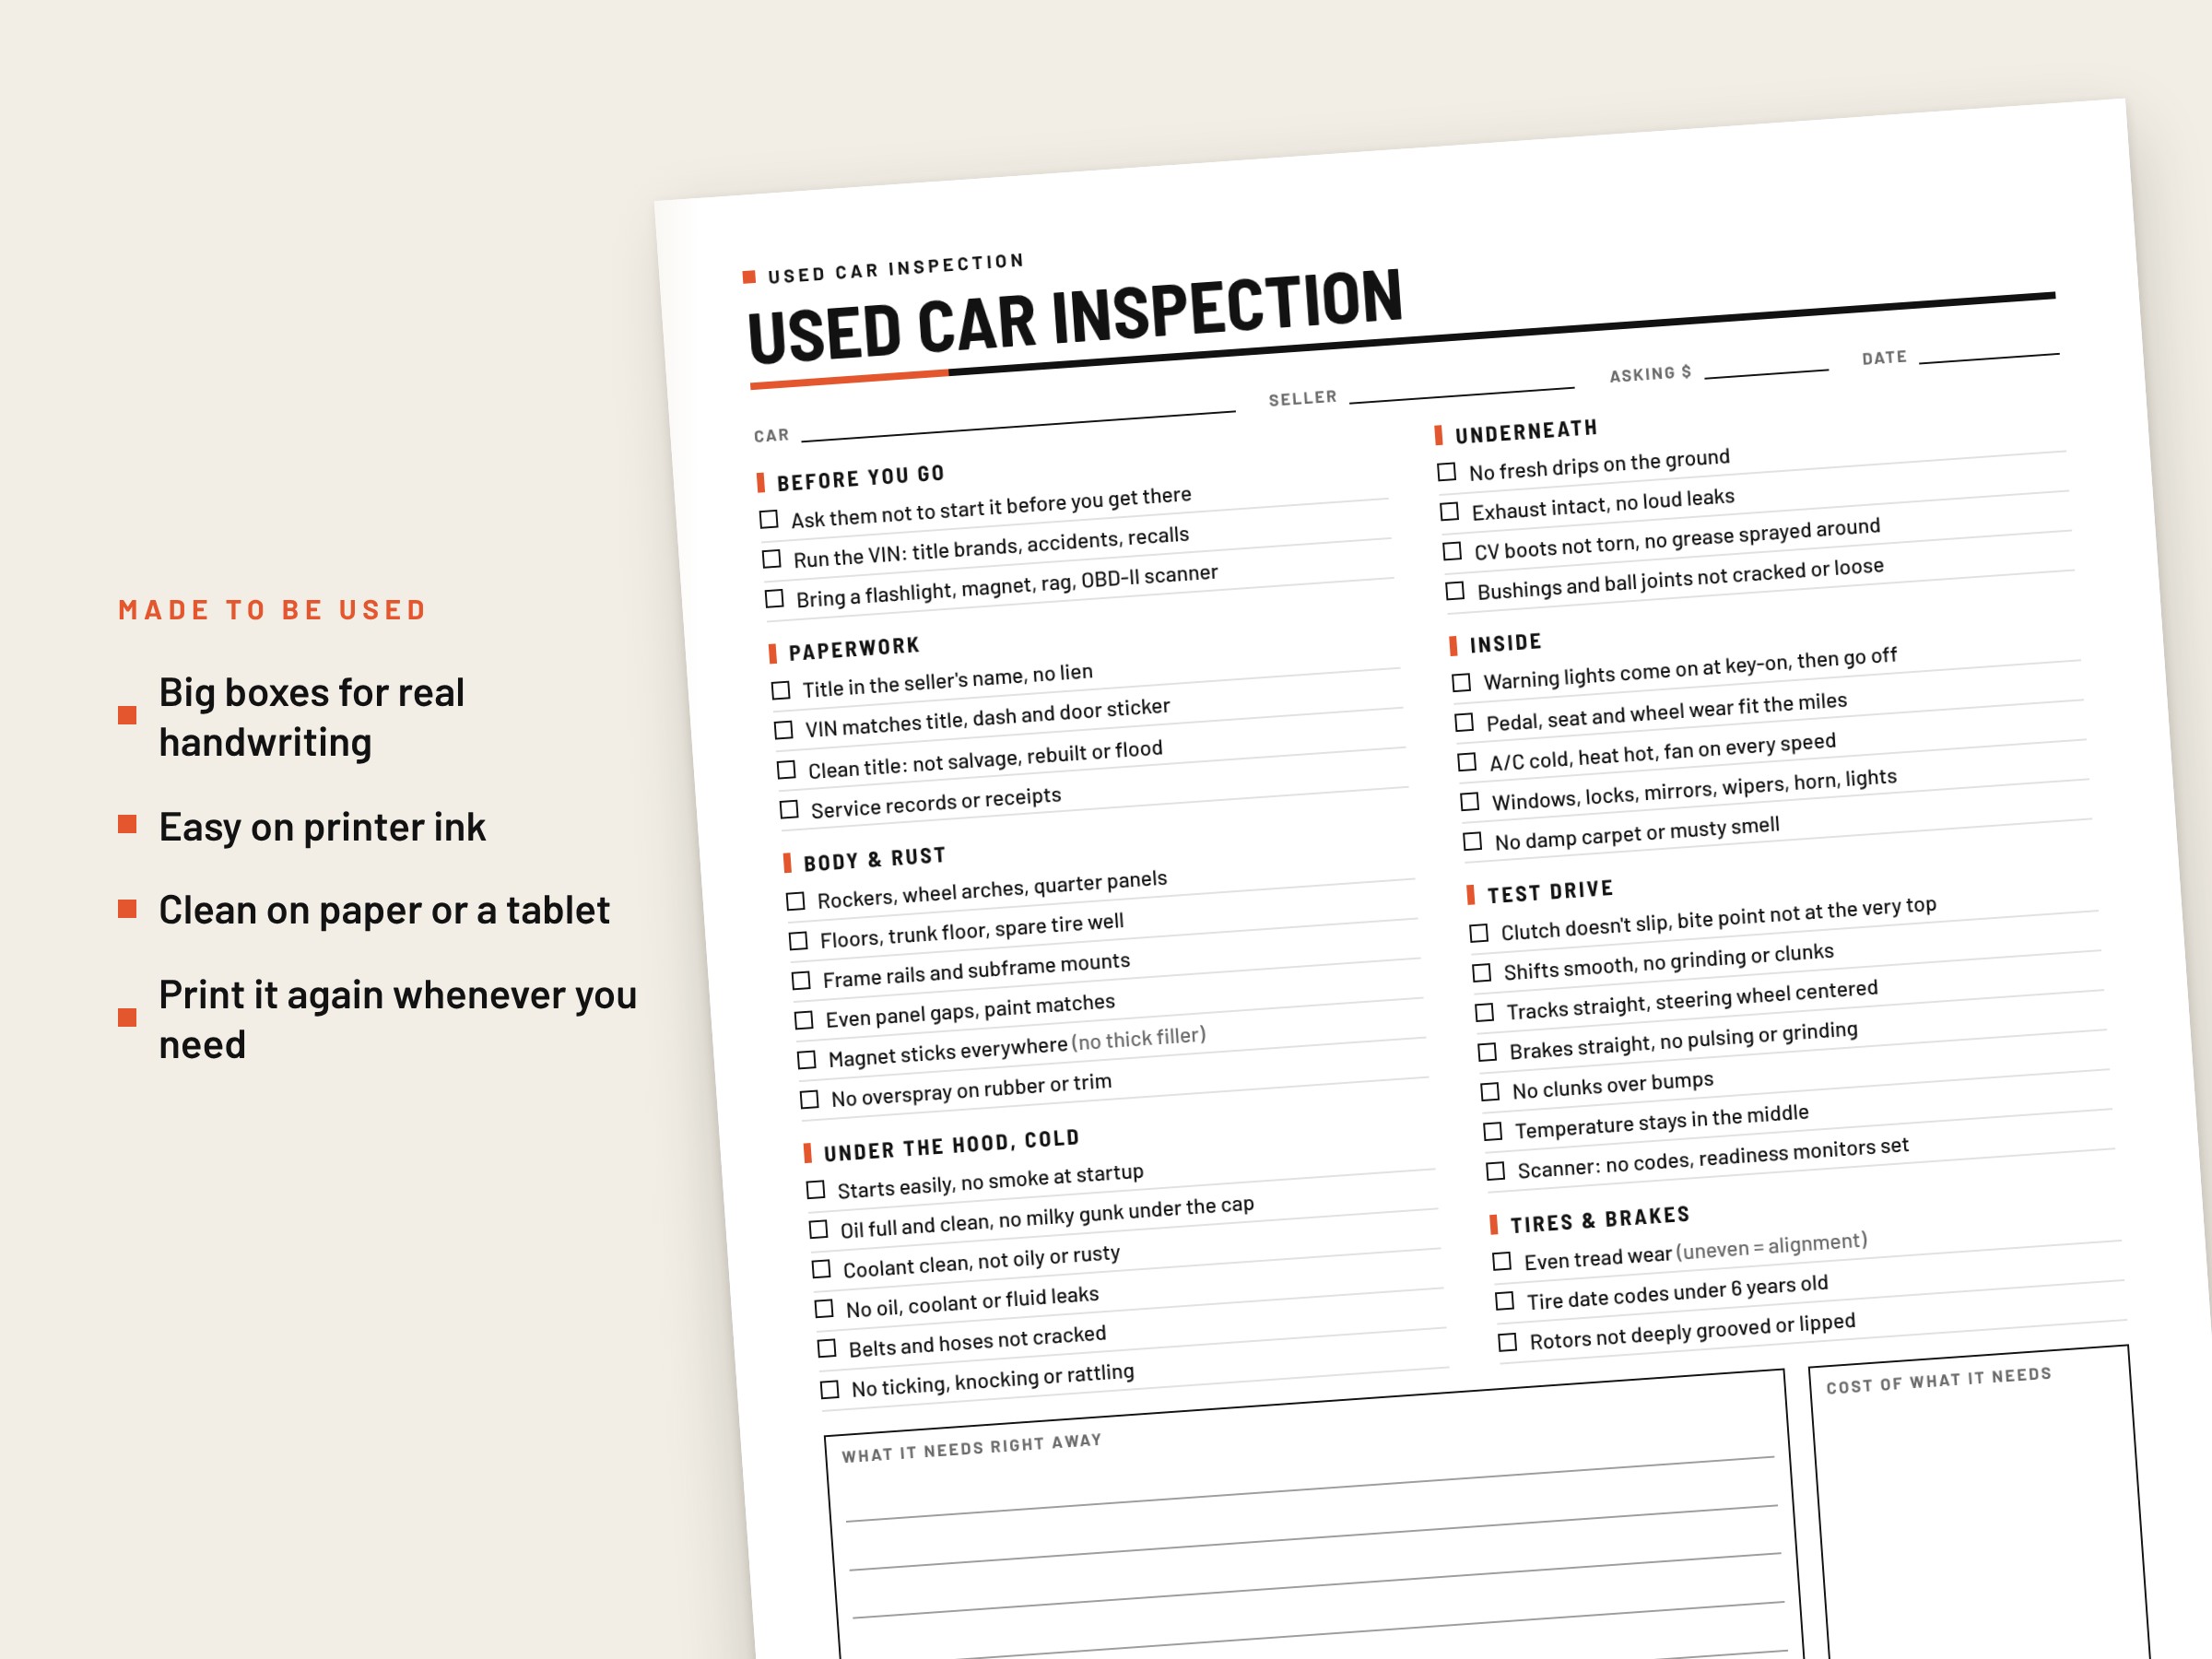 MADE TO BE USED
Big boxes for real
handwriting
Easy on printer ink
Clean on paper or a tablet
Print it again whenever you
need
USED CAR INSPECTION
USED CAR INSPECTION
CAR SELLER ASKING $ DATE
BEFORE YOU GO
Ask them not to start it before you get there
Run the VIN: title brands, accidents, recalls
Bring a flashlight, magnet, rag, OBD-II scanner
PAPERWORK
Title in the seller's name, no lien
VIN matches title, dash and door sticker
Clean title: not salvage, rebuilt or flood
Service records or receipts
BODY & RUST
Rockers, wheel arches, quarter panels
Floors, trunk floor, spare tire well
Frame rails and subframe mounts
Even panel gaps, paint matches
Magnet sticks everywhere (no thick filler)
No overspray on rubber or trim
UNDER THE HOOD, COLD
Starts easily, no smoke at startup
Oil full and clean, no milky gunk under the cap
Coolant clean, not oily or rusty
No oil, coolant or fluid leaks
Belts and hoses not cracked
No ticking, knocking or rattling
UNDERNEATH
No fresh drips on the ground
Exhaust intact, no loud leaks
CV boots not torn, no grease sprayed around
Bushings and ball joints not cracked or loose
INSIDE
Warning lights come on at key-on, then go off
Pedal, seat and wheel wear fit the miles
A/C cold, heat hot, fan on every speed
Windows, locks, mirrors, wipers, horn, lights
No damp carpet or musty smell
TEST DRIVE
Clutch doesn't slip, bite point not at the very top
Shifts smooth, no grinding or clunks
Tracks straight, steering wheel centered
Brakes straight, no pulsing or grinding
No clunks over bumps
Temperature stays in the middle
Scanner: no codes, readiness monitors set
TIRES & BRAKES
Even tread wear (uneven = alignment)
Tire date codes under 6 years old
Rotors not deeply grooved or lipped
WHAT IT NEEDS RIGHT AWAY
COST OF WHAT IT NEEDS